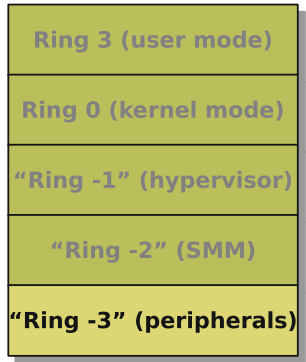 Ring 3 (user mode)
Ring 0 (kernel mode)
“Ring -1” (hypervisor)
“Ring -2” (SMM)
“Ring -3” (peripherals)